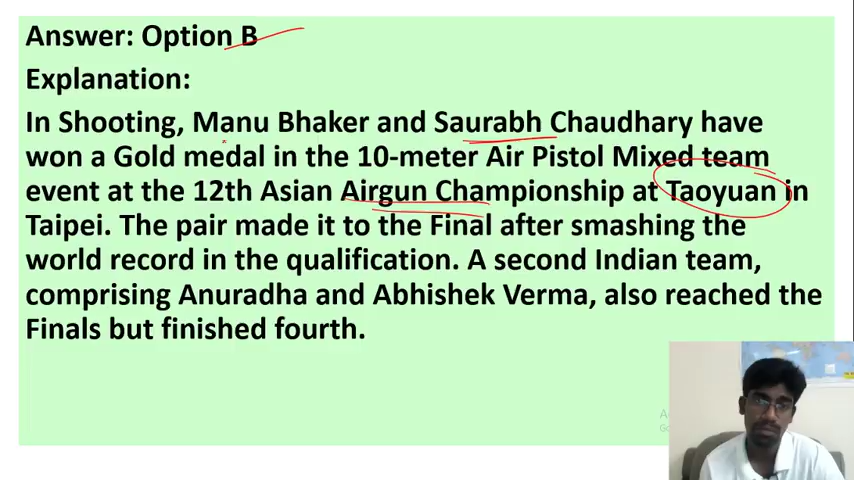 Answer: Option B
Explanation:
In Shooting, Manu Bhaker and Saurabh Chaudhary have
won a Gold medal in the 10-meter Air Pistol Mixed team
event at the 12th Asian Airgun Championship at Taoyuan in
Taipei. The pair made it to the Final after smashing the
world record in the qualification. A second Indian team,
comprising Anuradha and Abhishek Verma, also reached the
Finals but finished fourth.